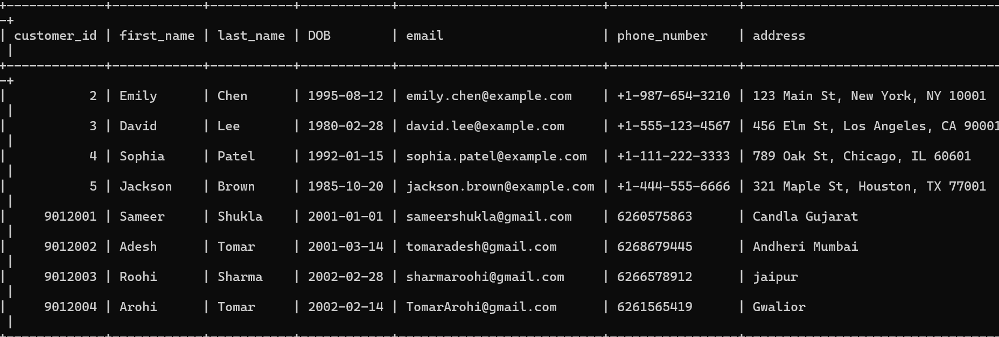 +-------------+------------+-----------+------------+---------------------------+-----------------+----------------------------------
-+
| customer_id | first_name | last_name | DOB        | email                     | phone_number    | address
 |
+-------------+------------+-----------+------------+---------------------------+-----------------+----------------------------------
-+
|           2 | Emily      | Chen      | 1995-08-12 | emily.chen@example.com    | +1-987-654-3210 | 123 Main St, New York, NY 10001
 |
|           3 | David      | Lee       | 1980-02-28 | david.lee@example.com     | +1-555-123-4567 | 456 Elm St, Los Angeles, CA 90001
 |
|           4 | Sophia     | Patel     | 1992-01-15 | sophia.patel@example.com  | +1-111-222-3333 | 789 Oak St, Chicago, IL 60601
 |
|           5 | Jackson    | Brown     | 1985-10-20 | jackson.brown@example.com | +1-444-555-6666 | 321 Maple St, Houston, TX 77001
 |
|     9012001 | Sameer     | Shukla    | 2001-01-01 | sameershukla@gmail.com    | 6260575863      | Candla Gujarat
 |
|     9012002 | Adesh      | Tomar     | 2001-03-14 | tomaradesh@gmail.com      | 6268679445      | Andheri Mumbai
 |
|     9012003 | Roohi      | Sharma    | 2002-02-28 | sharmaroohi@gmail.com     | 6266578912      | jaipur
 |
|     9012004 | Arohi      | Tomar     | 2002-02-14 | TomarArohi@gmail.com      | 6261565419      | Gwalior
 |
+-------------+------------+-----------+------------+---------------------------+-----------------+----------------------------------